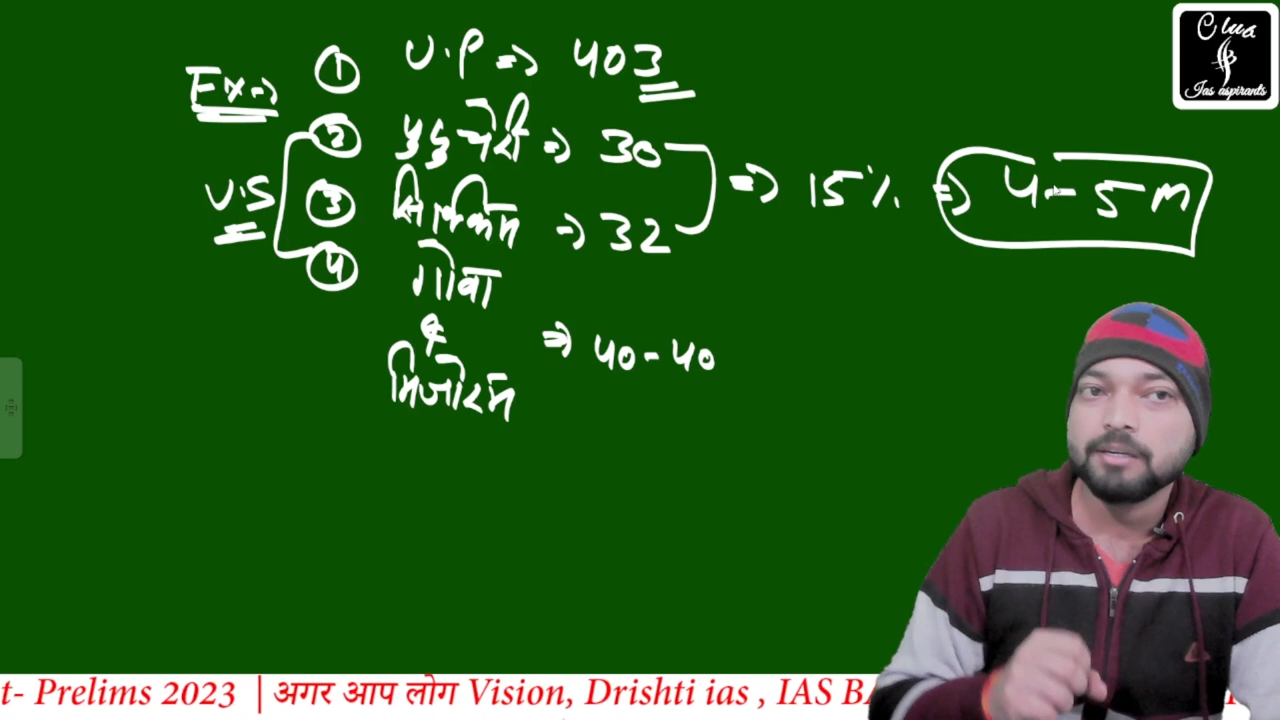 Ex→ ① U.P ⇒ 403
② पुदुचेरी ⇒ 30
U.S ③ सिक्किम → 32 ⇒ 15% ⇒ 4-5 M
④ गोवा
&
मिजोरम ⇒ 40-40
Clua
Ias aspirants
t- Prelims 2023 | अगर आप लोग Vision, Drishti ias , IAS BA